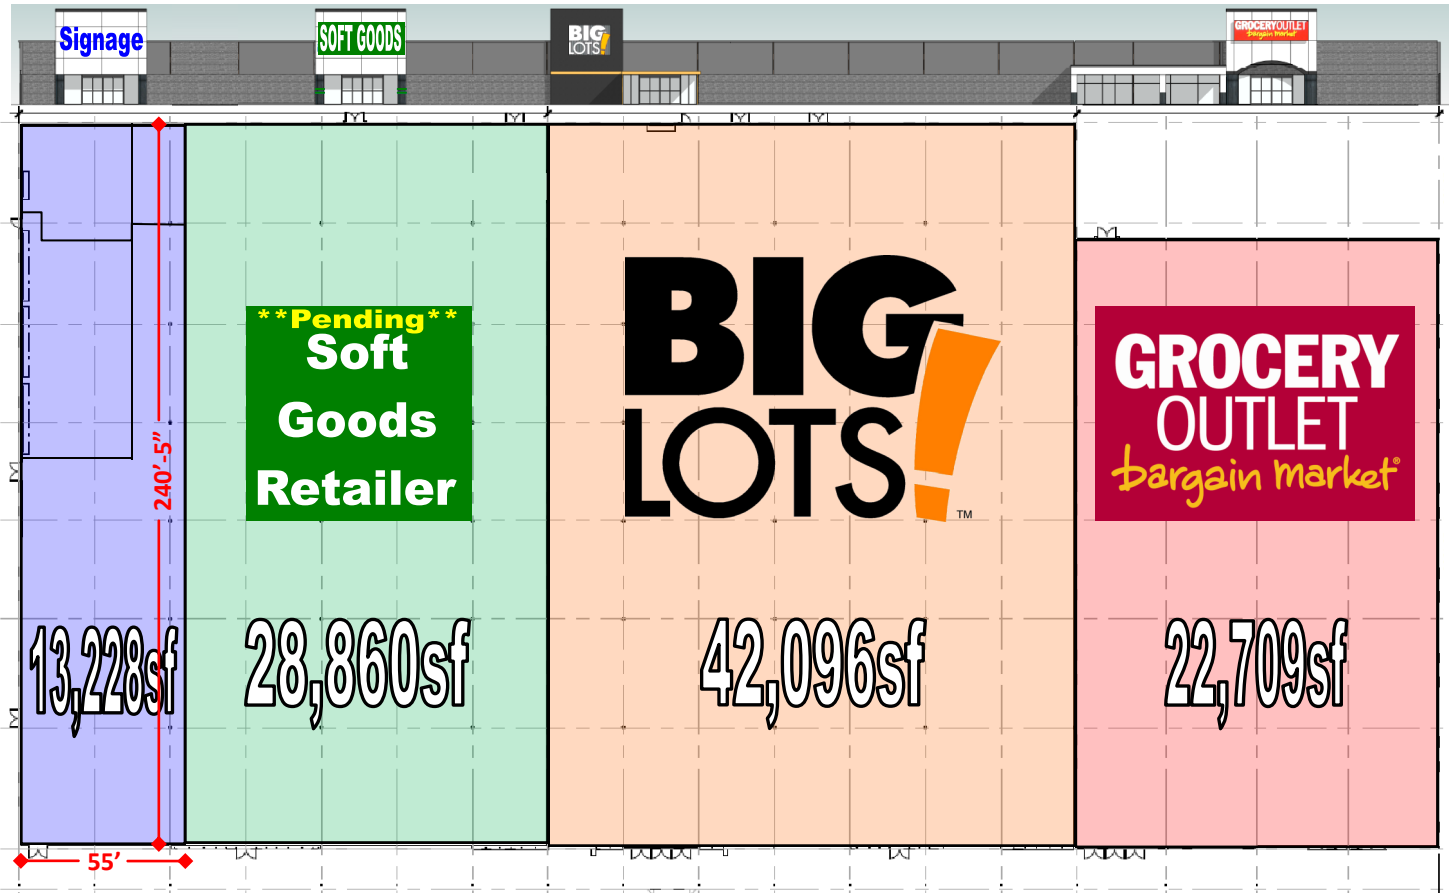 Signage
SOFT GOODS
BIG
LOTS!
GROCERY OUTLET
bargain market
**Pending**
Soft
Goods
Retailer
BIG
LOTS!
™
GROCERY
OUTLET
bargain market®
240'-5”
13,228sf
28,860sf
42,096sf
22,709sf
55’